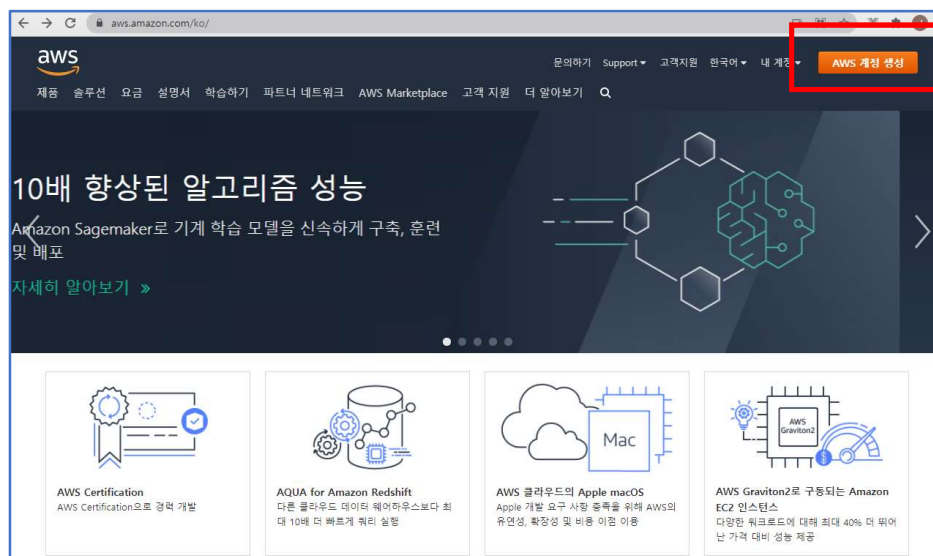 aws.amazon.com/ko/
aws
문의하기 Support 고객지원 한국어 내 계정 AWS 계정 생성
제품 솔루션 요금 설명서 학습하기 파트너 네트워크 AWS Marketplace 고객 지원 더 알아보기
10배 향상된 알고리즘 성능
Amazon Sagemaker로 기계 학습 모델을 신속하게 구축, 훈련
및 배포
자세히 알아보기 »
Mac
AWS
Graviton2
AWS Certification
AWS Certification으로 경력 개발
AQUA for Amazon Redshift
다른 클라우드 데이터 웨어하우스보다 최
대 10배 더 빠르게 쿼리 실행
AWS 클라우드의 Apple macOS
Apple 개발 요구 사항 충족을 위해 AWS의
유연성, 확장성 및 비용 이점 이용
AWS Graviton2로 구동되는 Amazon
EC2 인스턴스
다양한 워크로드에 대해 최대 40% 더 뛰어
난 가격 대비 성능 제공